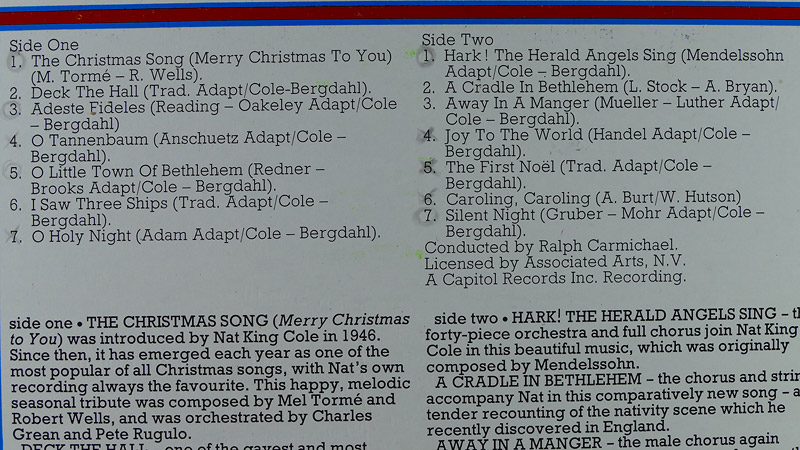 Side One
1. The Christmas Song (Merry Christmas To You)
(M. Tormé – R. Wells).
2. Deck The Hall (Trad. Adapt/Cole-Bergdahl).
3. Adeste Fideles (Reading – Oakeley Adapt/Cole
– Bergdahl)
4. O Tannenbaum (Anschuetz Adapt/Cole –
Bergdahl).
5. O Little Town Of Bethlehem (Redner –
Brooks Adapt/Cole – Bergdahl).
6. I Saw Three Ships (Trad. Adapt/Cole –
Bergdahl).
7. O Holy Night (Adam Adapt/Cole – Bergdahl).
Side Two
1. Hark! The Herald Angels Sing (Mendelssohn
Adapt/Cole – Bergdahl).
2. A Cradle In Bethlehem (L. Stock – A. Bryan).
3. Away In A Manger (Mueller – Luther Adapt/
Cole – Bergdahl).
4. Joy To The World (Handel Adapt/Cole –
Bergdahl).
5. The First Noël (Trad. Adapt/Cole –
Bergdahl).
6. Caroling, Caroling (A. Burt/W. Hutson)
7. Silent Night (Gruber – Mohr Adapt/Cole –
Bergdahl).
Conducted by Ralph Carmichael.
Licensed by Associated Arts, N.V.
A Capitol Records Inc. Recording.
side one • THE CHRISTMAS SONG (Merry Christmas
to You) was introduced by Nat King Cole in 1946.
Since then, it has emerged each year as one of the
most popular of all Christmas songs, with Nat's own
recording always the favourite. This happy, melodic
seasonal tribute was composed by Mel Tormé and
Robert Wells, and was orchestrated by Charles
Grean and Pete Rugulo.
DECK THE HALL – one of the gayest and most
side two • HARK! THE HERALD ANGELS SING –
forty-piece orchestra and full chorus join Nat King
Cole in this beautiful music, which was originally
composed by Mendelssohn.
A CRADLE IN BETHLEHEM – the chorus and
accompany Nat in this comparatively new song – a
tender recounting of the nativity scene which he
recently discovered in England.
AWAY IN A MANGER – the male chorus again